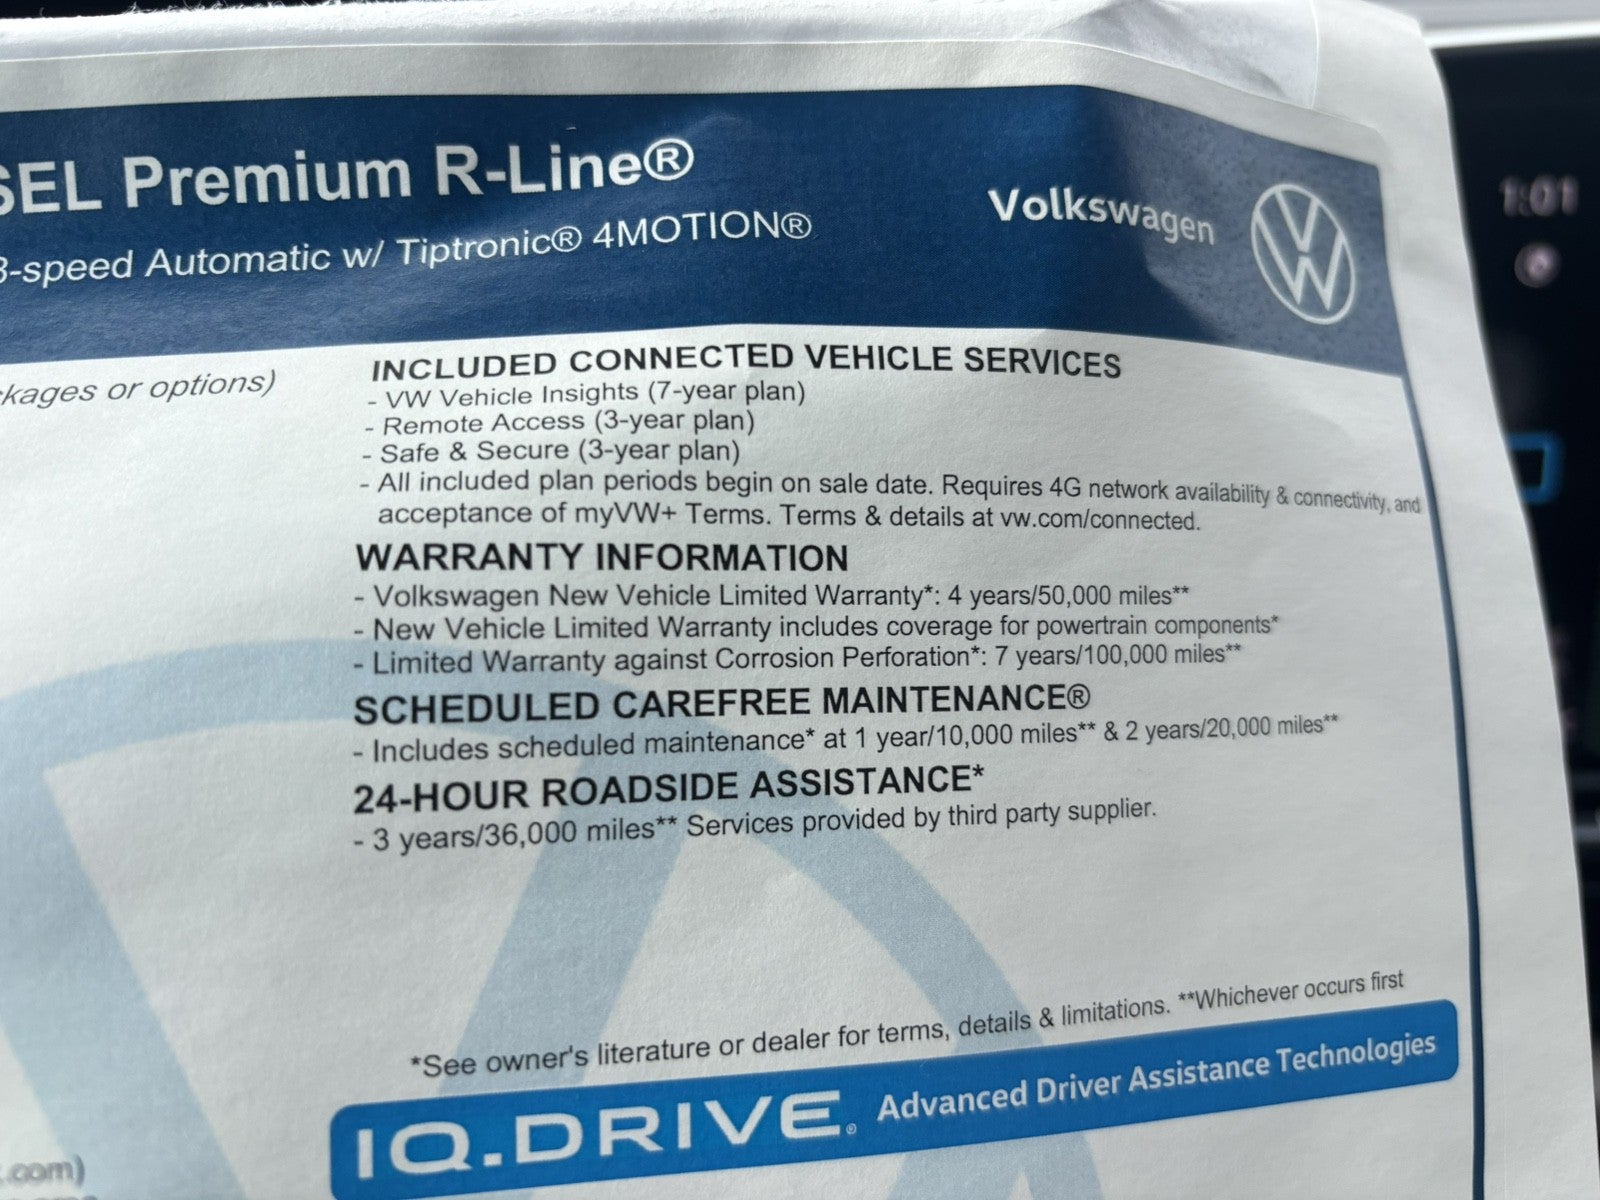 SEL Premium R-Line®
8-speed Automatic w/ Tiptronic® 4MOTION®
Volkswagen
1:01
or options)
INCLUDED CONNECTED VEHICLE SERVICES
- VW Vehicle Insights (7-year plan)
- Remote Access (3-year plan)
- Safe & Secure (3-year plan)
- All included plan periods begin on sale date. Requires 4G network availability & connectivity, and
acceptance of myVW+ Terms. Terms & details at vw.com/connected.
WARRANTY INFORMATION
- Volkswagen New Vehicle Limited Warranty*: 4 years/50,000 miles**
- New Vehicle Limited Warranty includes coverage for powertrain components*
- Limited Warranty against Corrosion Perforation*: 7 years/100,000 miles**
SCHEDULED CAREFREE MAINTENANCE®
- Includes scheduled maintenance* at 1 year/10,000 miles** & 2 years/20,000 miles**
24-HOUR ROADSIDE ASSISTANCE*
- 3 years/36,000 miles** Services provided by third party supplier.
*See owner's literature or dealer for terms, details & limitations. **Whichever occurs first
IQ.DRIVE® Advanced Driver Assistance Technologies
.com)